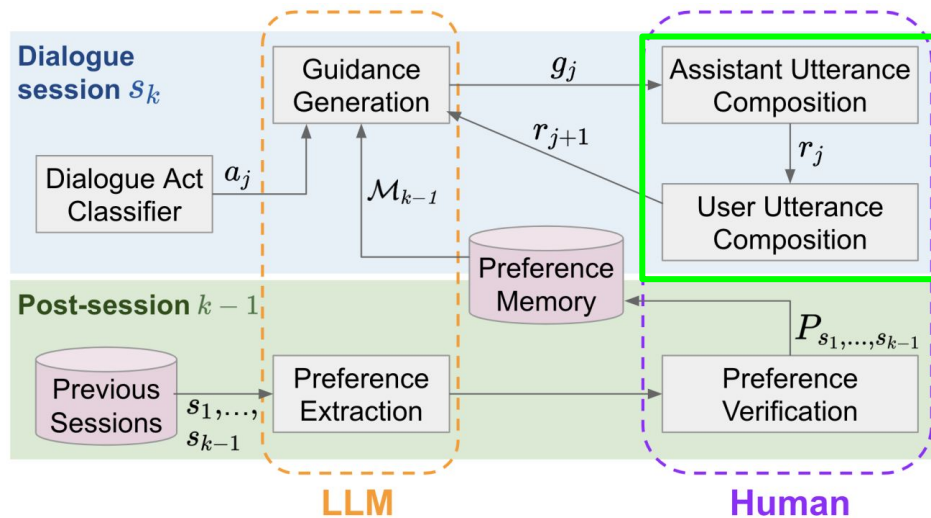 Dialogue
session s_k
Guidance
Generation
g_j
Assistant Utterance
Composition
r_{j+1}
r_j
Dialogue Act
Classifier
a_j
M_{k-1}
User Utterance
Composition
Preference
Memory
Post-session k − 1
P_{s_1,...,s_{k-1}}
Previous
Sessions
s_1,...,
s_{k-1}
Preference
Extraction
Preference
Verification
LLM
Human